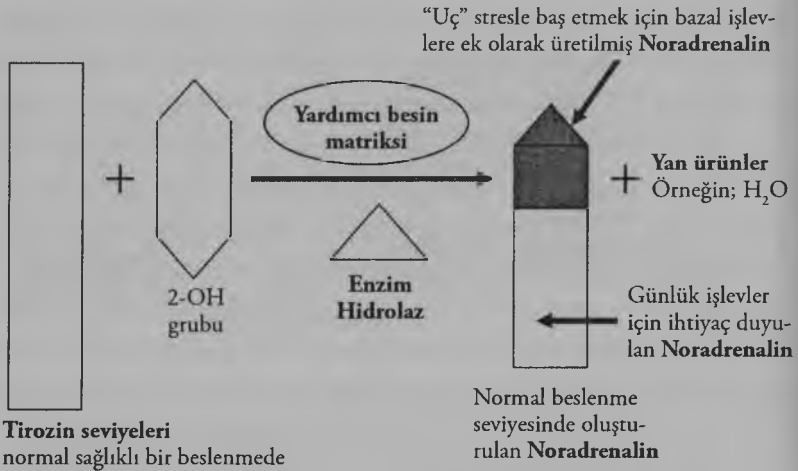 “Uç” stresle baş etmek için bazal işlev-
lere ek olarak üretilmiş Noradrenalin
Yardımcı besin
matriksi
+
+
Yan ürünler
Örneğin; H₂O
2-OH
grubu
Enzim
Hidrolaz
Günlük işlevler
için ihtiyaç duyu-
lan Noradrenalin
Normal beslenme
seviyesinde oluştu-
rulan Noradrenalin
Tirozin seviyeleri
normal sağlıklı bir beslenmede